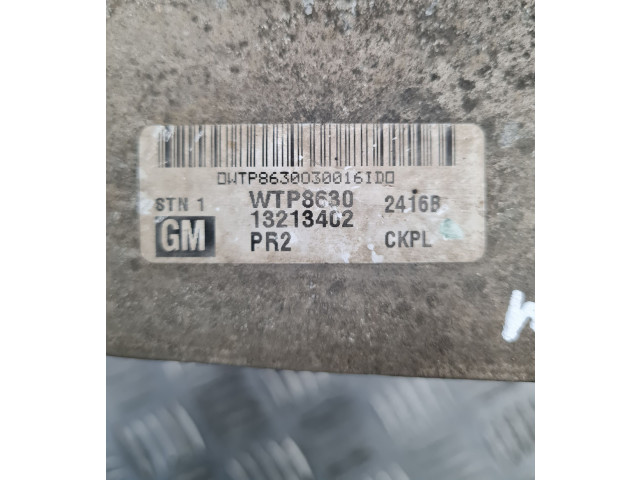 ▯WTP8630030016ID▯
STN 1 WTP8630 2416B
13213402
GM PR2 CKPL